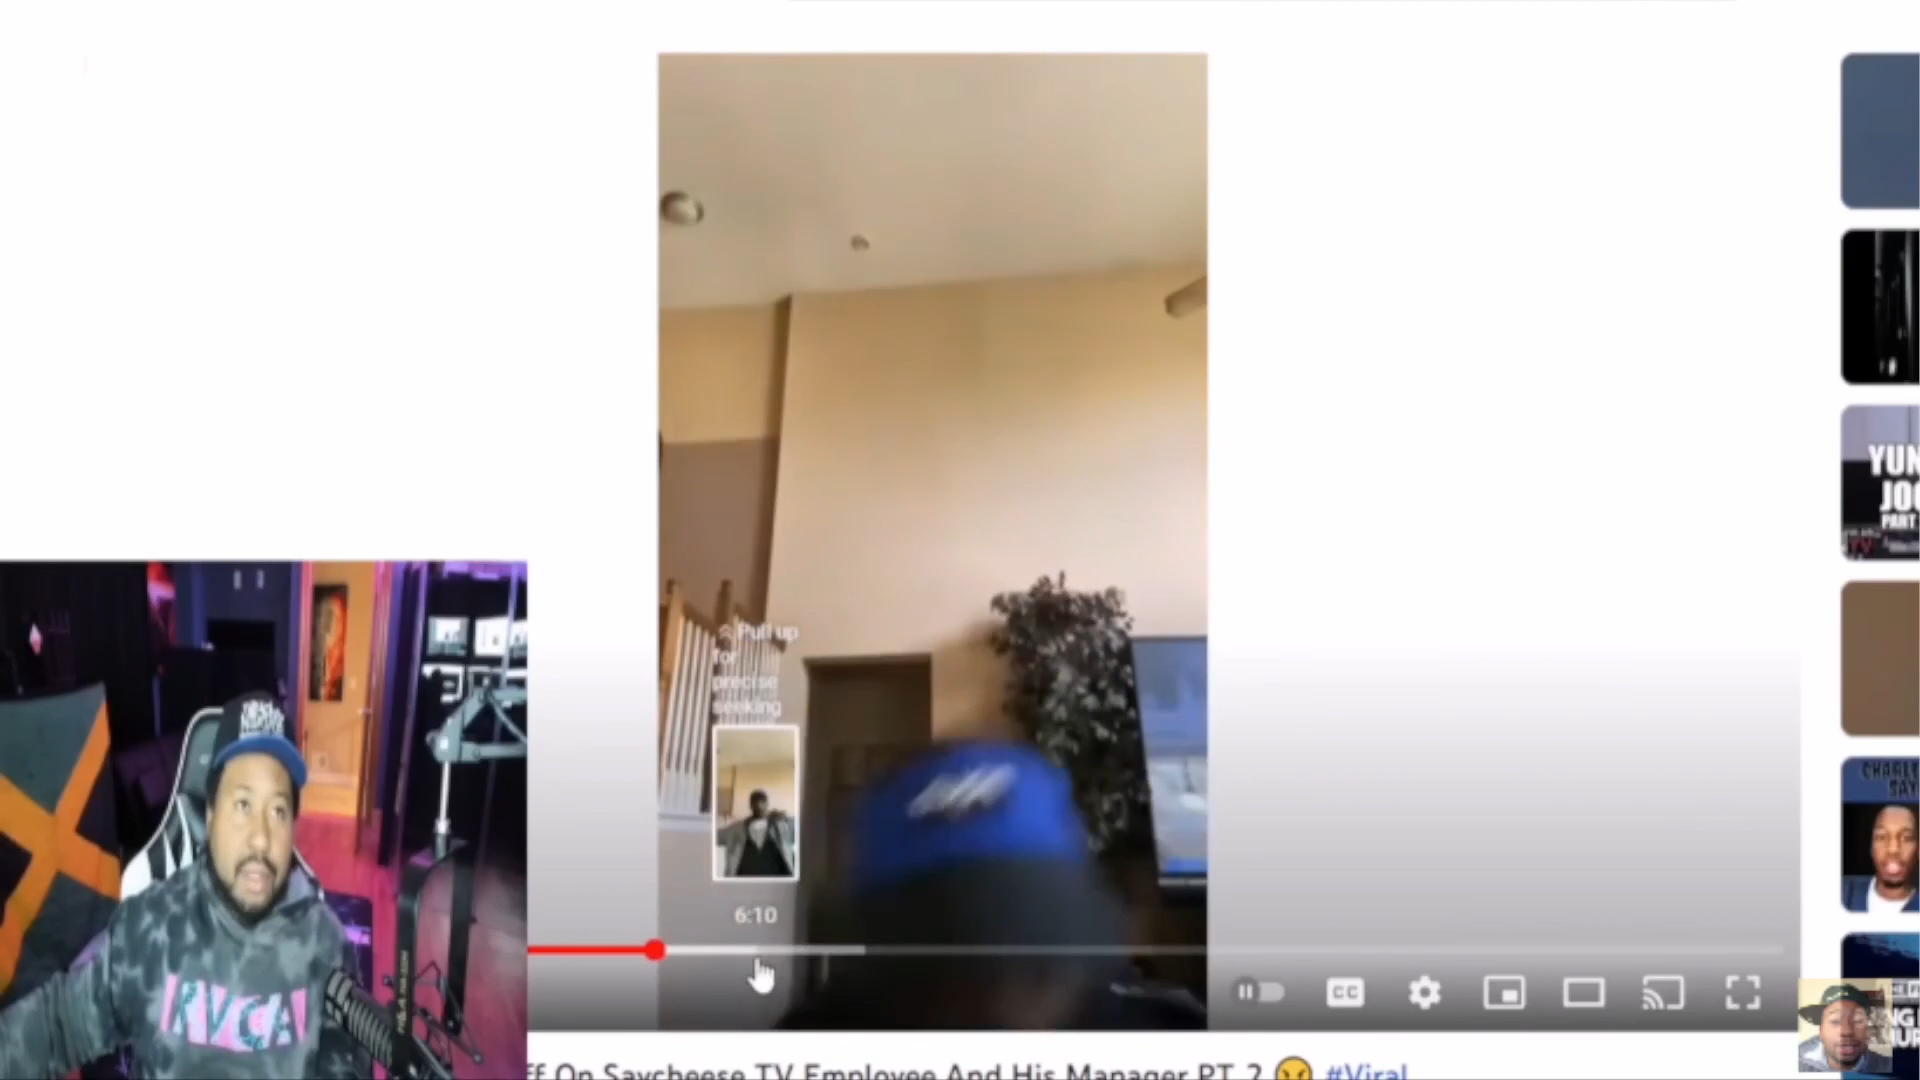 Pull up
for
precise
seeking
6:10
CC
RVCA
ff On Saycheese TV Employee And His Manager PT. 2 😡 #Viral
YUN
JOC
PART
TV
CHARLE
SAY